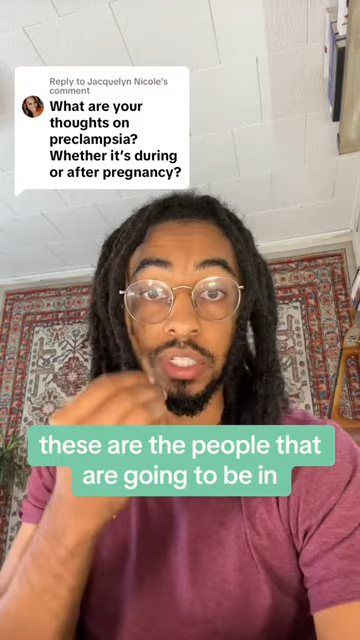 Reply to Jacquelyn Nicole's
comment
What are your
thoughts on
preclampsia?
Whether it's during
or after pregnancy?
these are the people that
are going to be in